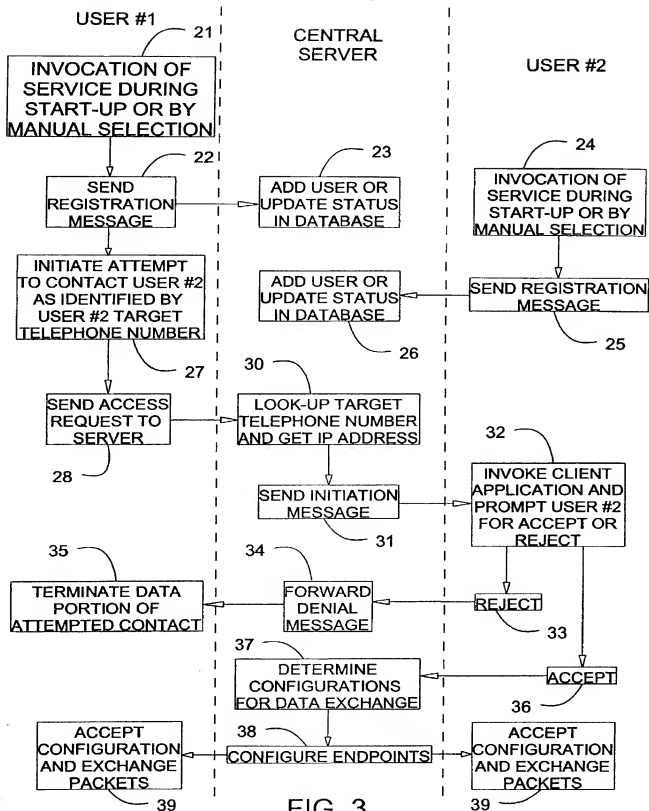 USER #1
CENTRAL
SERVER
USER #2
21
INVOCATION OF
SERVICE DURING
START-UP OR BY
MANUAL SELECTION
22
SEND
REGISTRATION
MESSAGE
23
ADD USER OR
UPDATE STATUS
IN DATABASE
24
INVOCATION OF
SERVICE DURING
START-UP OR BY
MANUAL SELECTION
INITIATE ATTEMPT
TO CONTACT USER #2
AS IDENTIFIED BY
USER #2 TARGET
TELEPHONE NUMBER
27
ADD USER OR
UPDATE STATUS
IN DATABASE
26
SEND REGISTRATION
MESSAGE
25
SEND ACCESS
REQUEST TO
SERVER
28
30
LOOK-UP TARGET
TELEPHONE NUMBER
AND GET IP ADDRESS
SEND INITIATION
MESSAGE
31
32
INVOKE CLIENT
APPLICATION AND
PROMPT USER #2
FOR ACCEPT OR
REJECT
35
TERMINATE DATA
PORTION OF
ATTEMPTED CONTACT
34
FORWARD
DENIAL
MESSAGE
REJECT
33
37
DETERMINE
CONFIGURATIONS
FOR DATA EXCHANGE
ACCEPT
36
38
CONFIGURE ENDPOINTS
ACCEPT
CONFIGURATION
AND EXCHANGE
PACKETS
39
ACCEPT
CONFIGURATION
AND EXCHANGE
PACKETS
39
FIG. 3